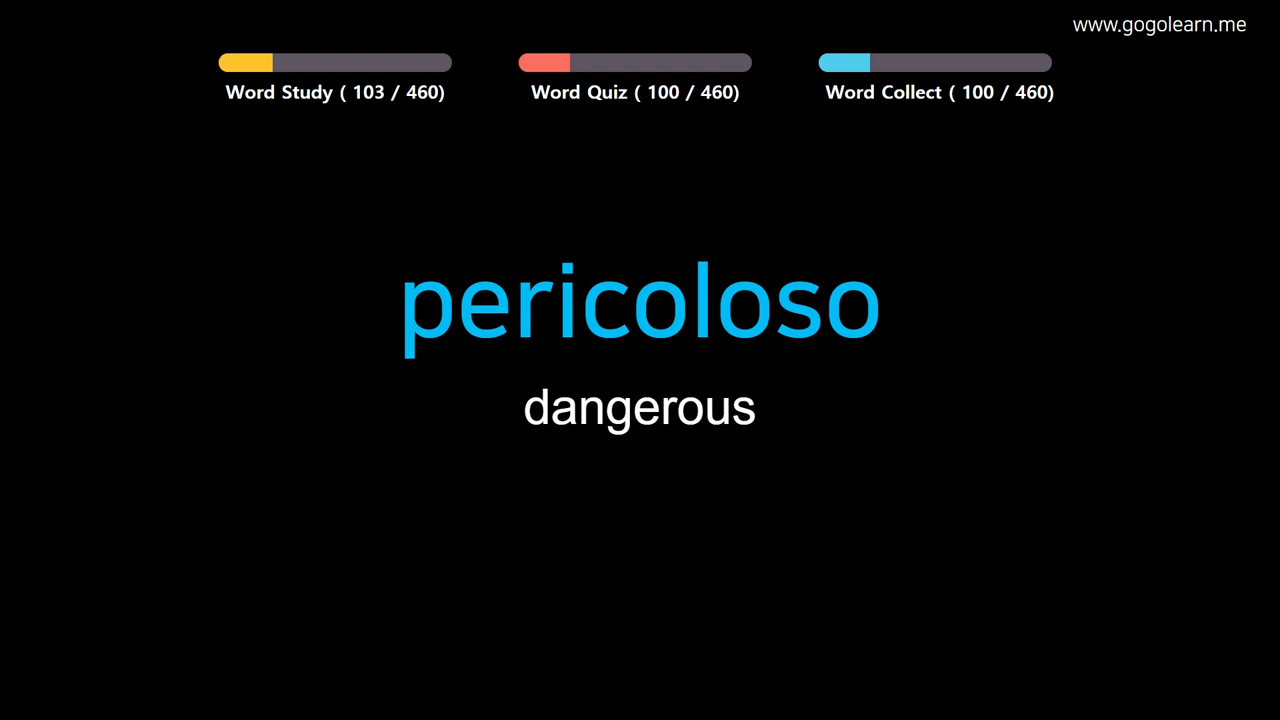 www.gogolearn.me
Word Study ( 103 / 460)
Word Quiz ( 100 / 460)
Word Collect ( 100 / 460)
pericoloso
dangerous